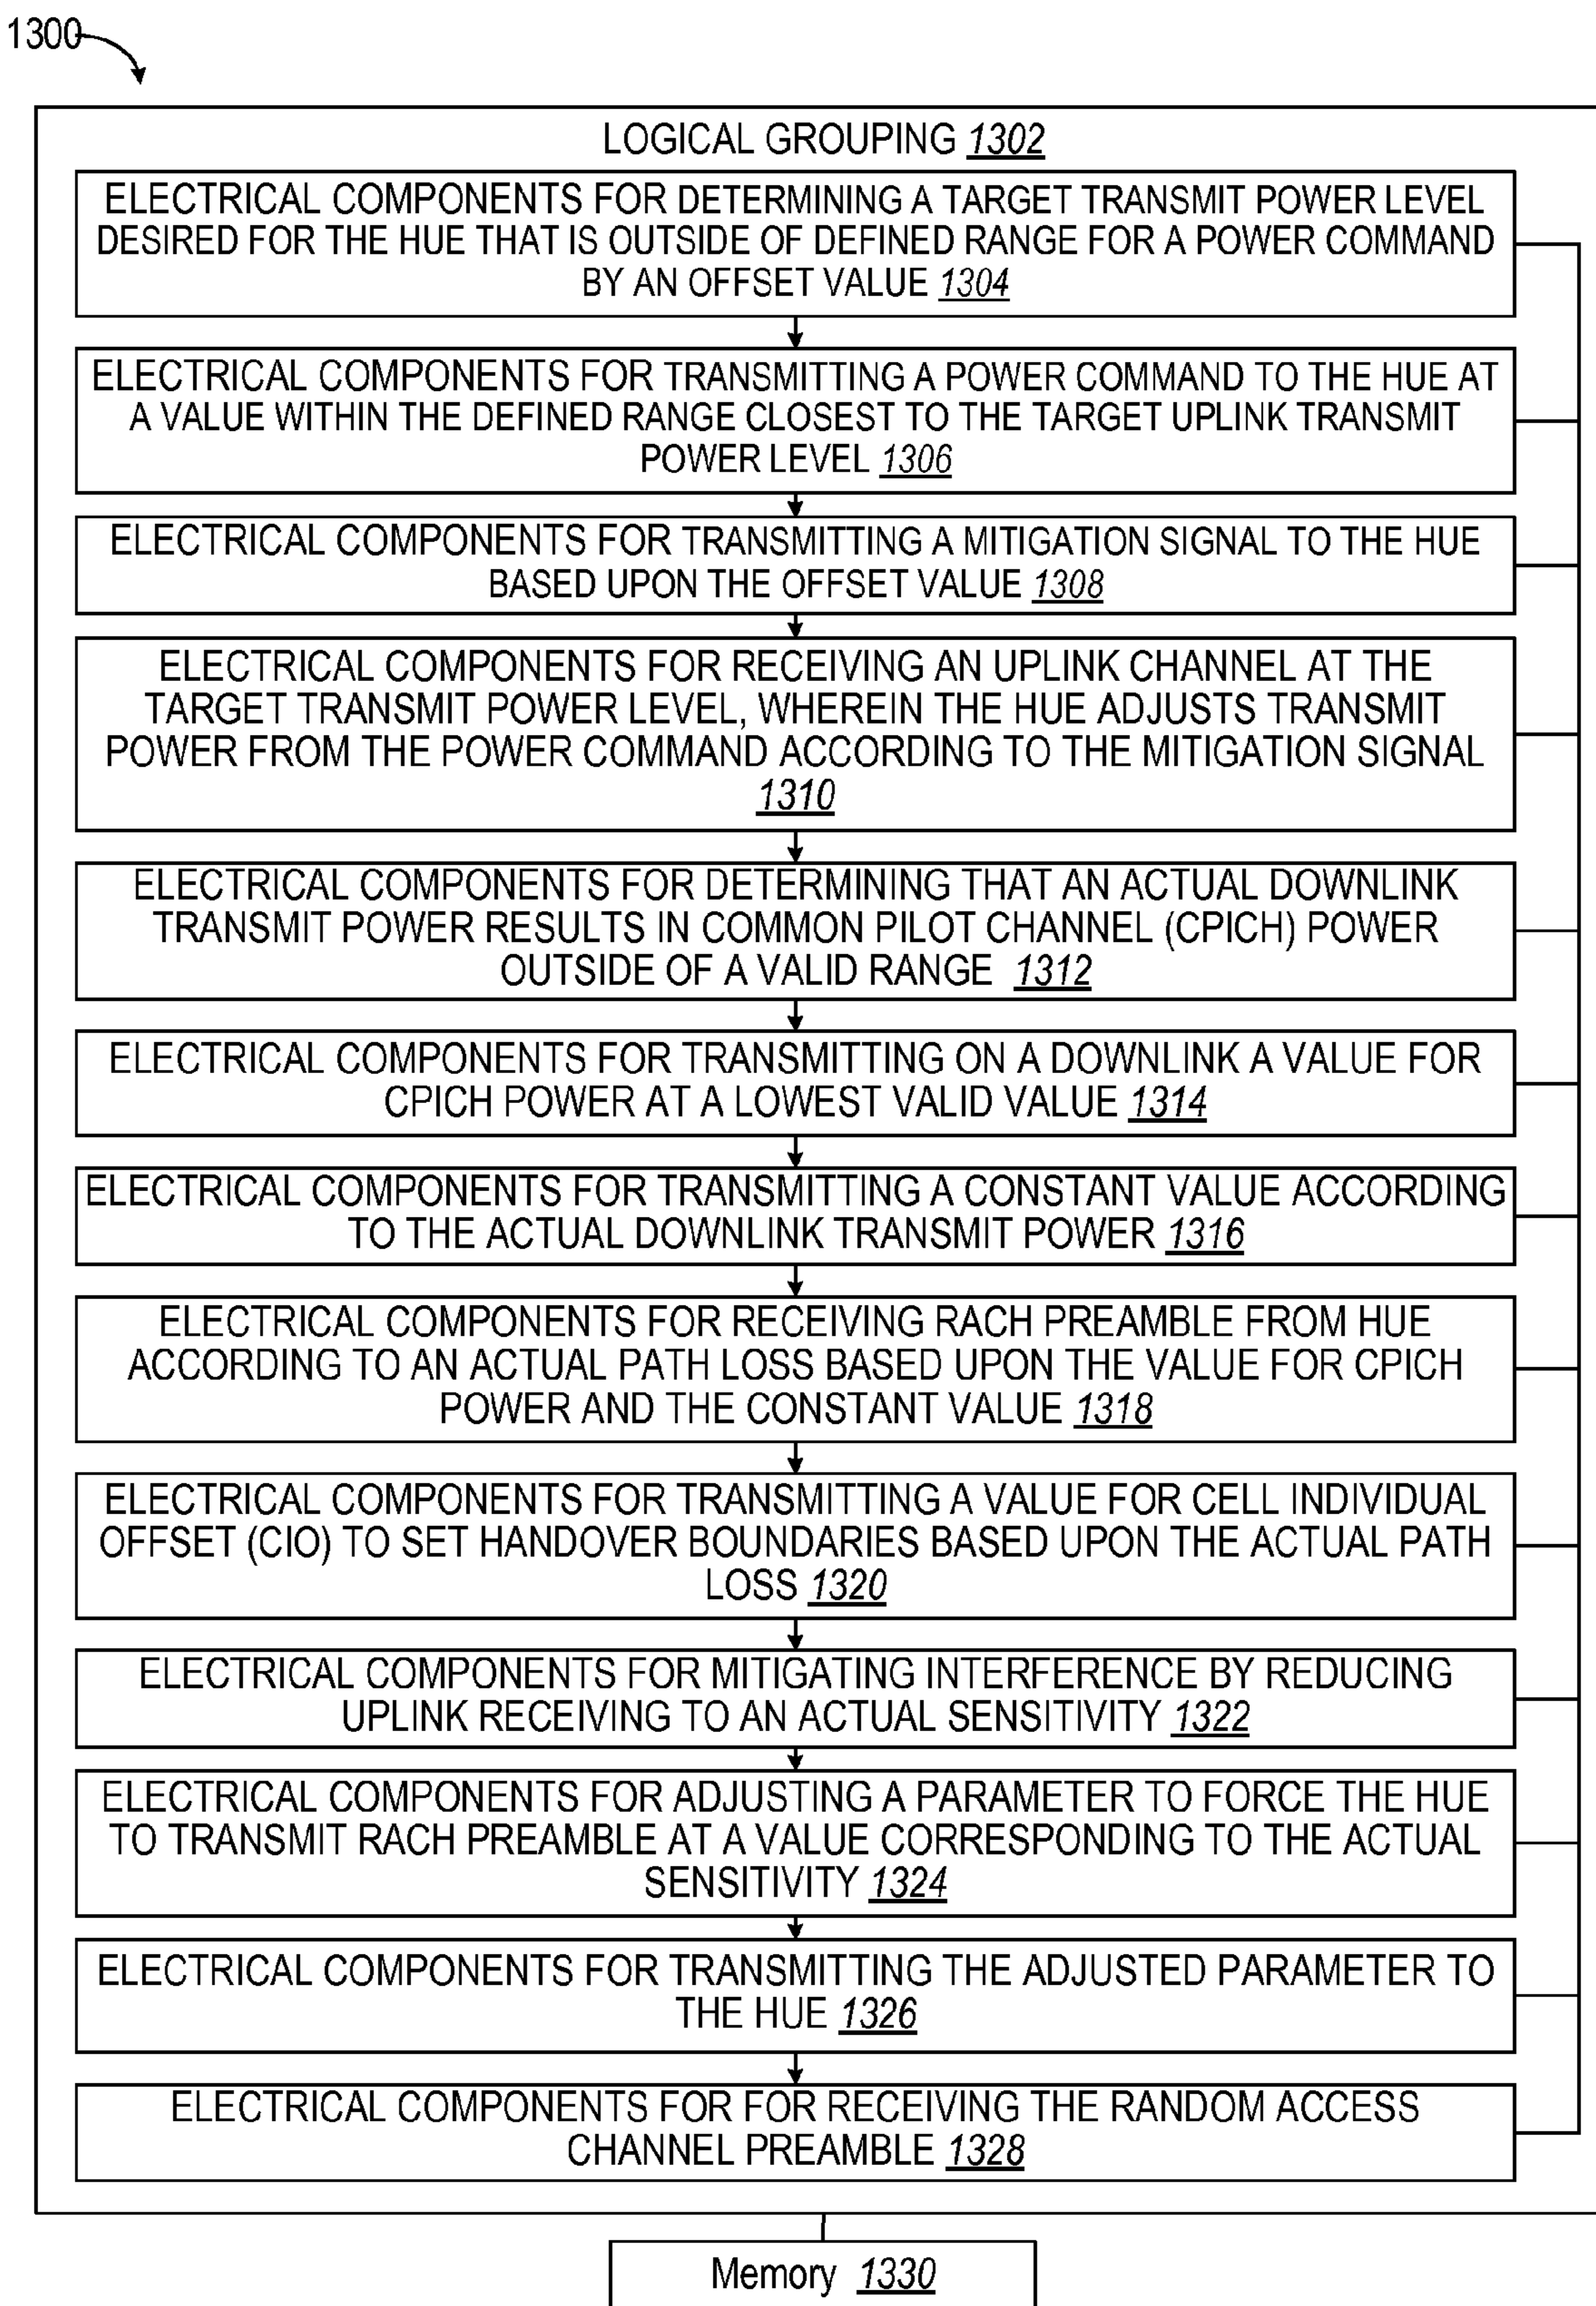 1300
LOGICAL GROUPING 1302
ELECTRICAL COMPONENTS FOR DETERMINING A TARGET TRANSMIT POWER LEVEL
DESIRED FOR THE HUE THAT IS OUTSIDE OF DEFINED RANGE FOR A POWER COMMAND
BY AN OFFSET VALUE 1304
ELECTRICAL COMPONENTS FOR TRANSMITTING A POWER COMMAND TO THE HUE AT
A VALUE WITHIN THE DEFINED RANGE CLOSEST TO THE TARGET UPLINK TRANSMIT
POWER LEVEL 1306
ELECTRICAL COMPONENTS FOR TRANSMITTING A MITIGATION SIGNAL TO THE HUE
BASED UPON THE OFFSET VALUE 1308
ELECTRICAL COMPONENTS FOR RECEIVING AN UPLINK CHANNEL AT THE
TARGET TRANSMIT POWER LEVEL, WHEREIN THE HUE ADJUSTS TRANSMIT
POWER FROM THE POWER COMMAND ACCORDING TO THE MITIGATION SIGNAL
1310
ELECTRICAL COMPONENTS FOR DETERMINING THAT AN ACTUAL DOWNLINK
TRANSMIT POWER RESULTS IN COMMON PILOT CHANNEL (CPICH) POWER
OUTSIDE OF A VALID RANGE 1312
ELECTRICAL COMPONENTS FOR TRANSMITTING ON A DOWNLINK A VALUE FOR
CPICH POWER AT A LOWEST VALID VALUE 1314
ELECTRICAL COMPONENTS FOR TRANSMITTING A CONSTANT VALUE ACCORDING
TO THE ACTUAL DOWNLINK TRANSMIT POWER 1316
ELECTRICAL COMPONENTS FOR RECEIVING RACH PREAMBLE FROM HUE
ACCORDING TO AN ACTUAL PATH LOSS BASED UPON THE VALUE FOR CPICH
POWER AND THE CONSTANT VALUE 1318
ELECTRICAL COMPONENTS FOR TRANSMITTING A VALUE FOR CELL INDIVIDUAL
OFFSET (CIO) TO SET HANDOVER BOUNDARIES BASED UPON THE ACTUAL PATH
LOSS 1320
ELECTRICAL COMPONENTS FOR MITIGATING INTERFERENCE BY REDUCING
UPLINK RECEIVING TO AN ACTUAL SENSITIVITY 1322
ELECTRICAL COMPONENTS FOR ADJUSTING A PARAMETER TO FORCE THE HUE
TO TRANSMIT RACH PREAMBLE AT A VALUE CORRESPONDING TO THE ACTUAL
SENSITIVITY 1324
ELECTRICAL COMPONENTS FOR TRANSMITTING THE ADJUSTED PARAMETER TO
THE HUE 1326
ELECTRICAL COMPONENTS FOR FOR RECEIVING THE RANDOM ACCESS
CHANNEL PREAMBLE 1328
Memory 1330